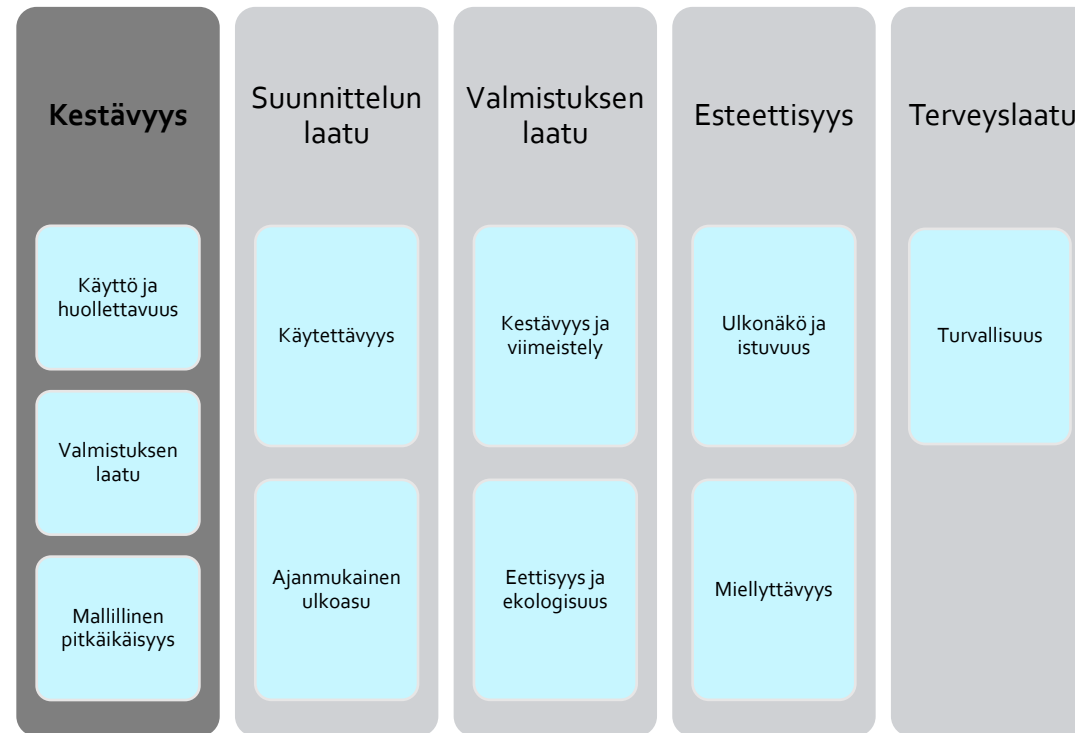 Kestävyys
Käyttö ja
huollettavuus
Valmistuksen
laatu
Mallillinen
pitkäikäisyys
Suunnittelun
laatu
Käytettävyys
Ajanmukainen
ulkoasu
Valmistuksen
laatu
Kestävyys ja
viimeistely
Eettisyys ja
ekologisuus
Esteettisyys
Ulkonäkö ja
istuvuus
Miellyttävyys
Terveyslaatu
Turvallisuus